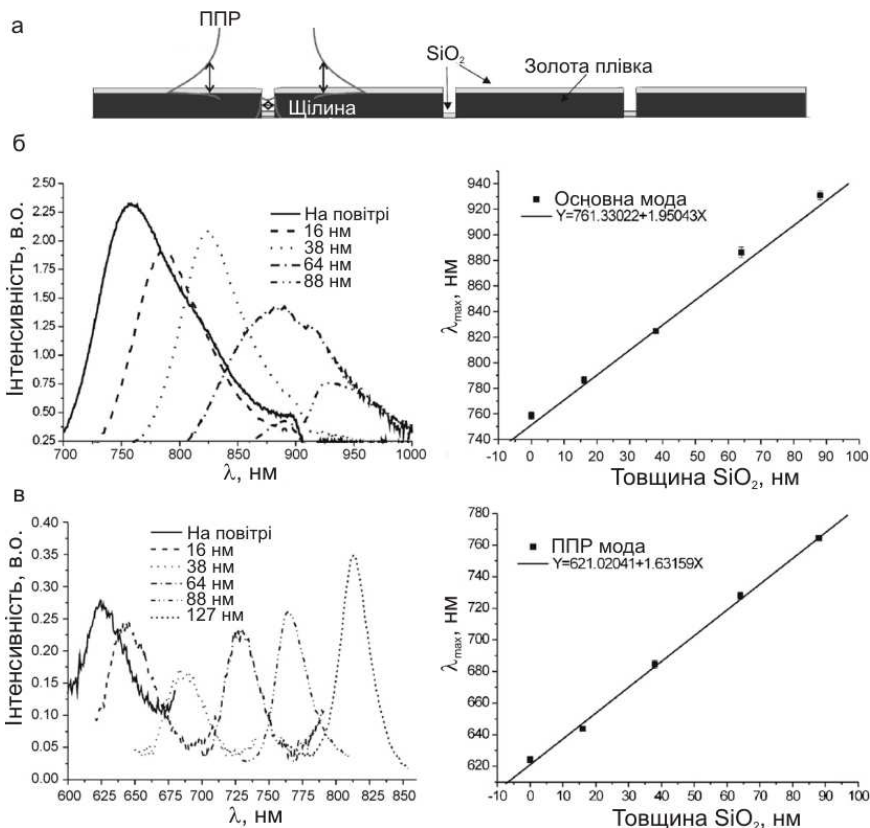 а
ППР
SiO₂
Золота плівка
Щілина
б
Інтенсивність, в.о.
2.50
2.25
2.00
1.75
1.50
1.25
1.00
0.75
0.50
0.25
На повітрі
16 нм
38 нм
64 нм
88 нм
700 750 800 850 900 950 1000
λ, нм
λmax, нм
940
920
900
880
860
840
820
800
780
760
740
Основна мода
Y=761.33022+1.95043X
-10 0 10 20 30 40 50 60 70 80 90 100
Товщина SiO₂, нм
в
Інтенсивність, в.о.
0.40
0.35
0.30
0.25
0.20
0.15
0.10
0.05
0.00
На повітрі
16 нм
38 нм
64 нм
88 нм
127 нм
600 625 650 675 700 725 750 775 800 825 850
λ, нм
λmax, нм
780
760
740
720
700
680
660
640
620
ППР мода
Y=621.02041+1.63159X
-10 0 10 20 30 40 50 60 70 80 90 100
Товщина SiO₂, нм